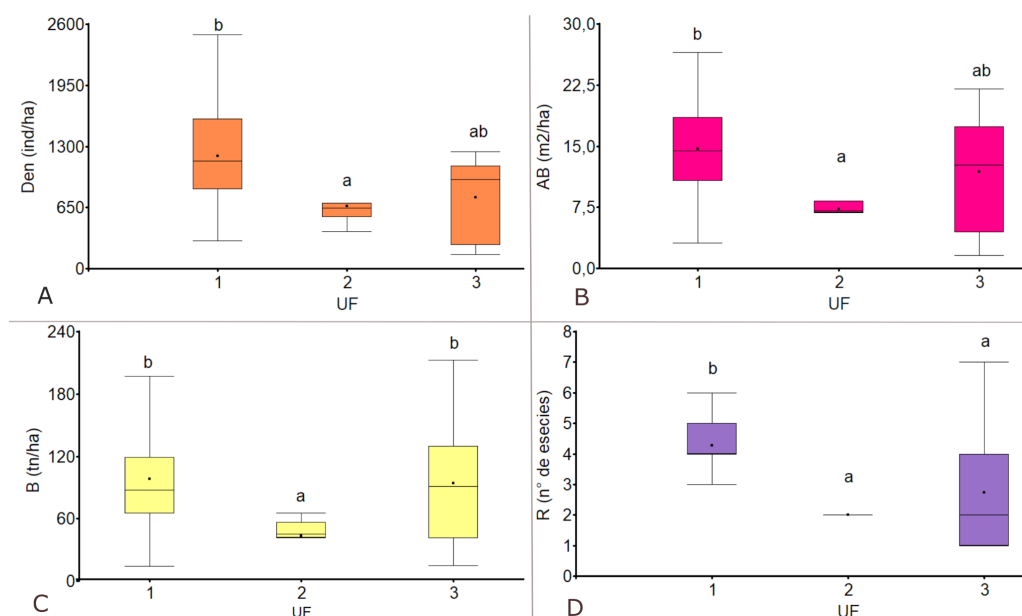 2600
1950
1300
650
0
Den (ind/ha)
b
a
ab
1
2
3
UF
A
30,0
22,5
15,0
7,5
0,0
AB (m2/ha)
b
a
ab
1
2
3
UF
B
240
180
120
60
0
B (tn/ha)
b
a
b
1
2
3
UF
C
8
7
6
5
4
3
2
1
0
R (n° de esecies)
b
a
a
1
2
3
UF
D